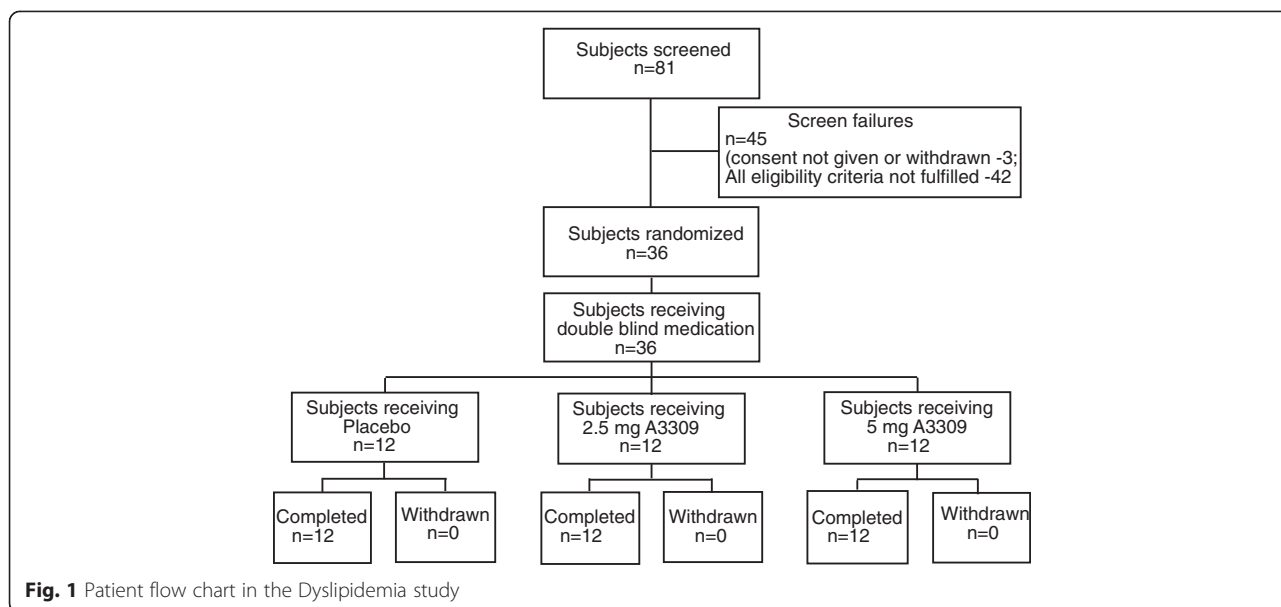 Subjects screened
n=81
Screen failures
n=45
(consent not given or withdrawn -3;
All eligibility criteria not fulfilled -42
Subjects randomized
n=36
Subjects receiving
double blind medication
n=36
Subjects receiving
Placebo
n=12
Subjects receiving
2.5 mg A3309
n=12
Subjects receiving
5 mg A3309
n=12
Completed
n=12
Withdrawn
n=0
Completed
n=12
Withdrawn
n=0
Completed
n=12
Withdrawn
n=0
Fig. 1 Patient flow chart in the Dyslipidemia study